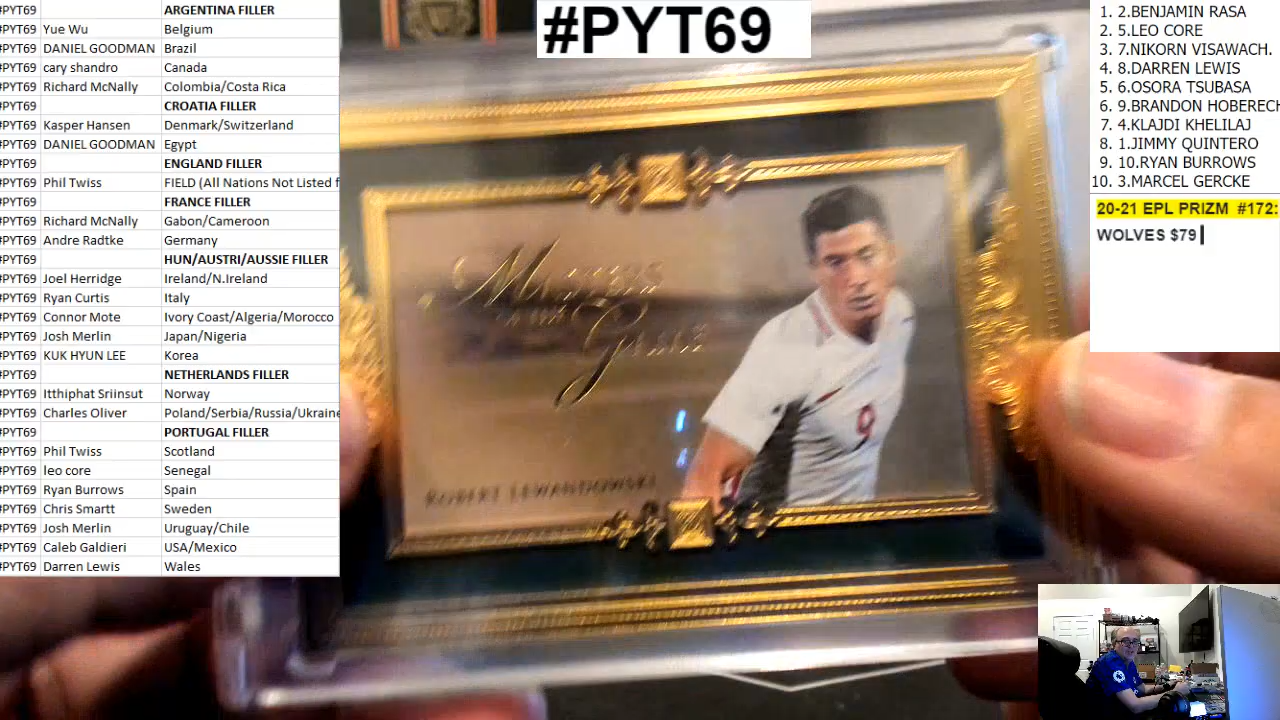 #PYT69 ARGENTINA FILLER
#PYT69 Yue Wu Belgium
#PYT69 DANIEL GOODMAN Brazil
#PYT69 cary shandro Canada
#PYT69 Richard McNally Colombia/Costa Rica
#PYT69 CROATIA FILLER
#PYT69 Kasper Hansen Denmark/Switzerland
#PYT69 DANIEL GOODMAN Egypt
#PYT69 ENGLAND FILLER
#PYT69 Phil Twiss FIELD (All Nations Not Listed f
#PYT69 FRANCE FILLER
#PYT69 Richard McNally Gabon/Cameroon
#PYT69 Andre Radtke Germany
#PYT69 HUN/AUSTRI/AUSSIE FILLER
#PYT69 Joel Herridge Ireland/N.Ireland
#PYT69 Ryan Curtis Italy
#PYT69 Connor Mote Ivory Coast/Algeria/Morocco
#PYT69 Josh Merlin Japan/Nigeria
#PYT69 KUK HYUN LEE Korea
#PYT69 NETHERLANDS FILLER
#PYT69 Itthiphat Sriinsut Norway
#PYT69 Charles Oliver Poland/Serbia/Russia/Ukraine
#PYT69 PORTUGAL FILLER
#PYT69 Phil Twiss Scotland
#PYT69 leo core Senegal
#PYT69 Ryan Burrows Spain
#PYT69 Chris Smartt Sweden
#PYT69 Josh Merlin Uruguay/Chile
#PYT69 Caleb Galdieri USA/Mexico
#PYT69 Darren Lewis Wales
#PYT69
Masters
of the
Game
ROBERT LEWANDOWSKI
9
1. 2.BENJAMIN RASA
2. 5.LEO CORE
3. 7.NIKORN VISAWACH.
4. 8.DARREN LEWIS
5. 6.OSORA TSUBASA
6. 9.BRANDON HOBERECH
7. 4.KLAJDI KHELILAJ
8. 1.JIMMY QUINTERO
9. 10.RYAN BURROWS
10. 3.MARCEL GERCKE
20-21 EPL PRIZM #172:
WOLVES $79